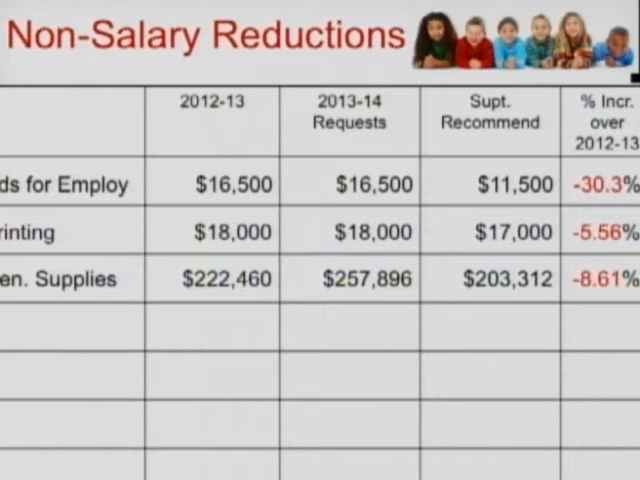 Non-Salary Reductions
2012-13 2013-14 Requests Supt. Recommend % Incr. over 2012-13
ds for Employ $16,500 $16,500 $11,500 -30.3%
rinting $18,000 $18,000 $17,000 -5.56%
en. Supplies $222,460 $257,896 $203,312 -8.61%